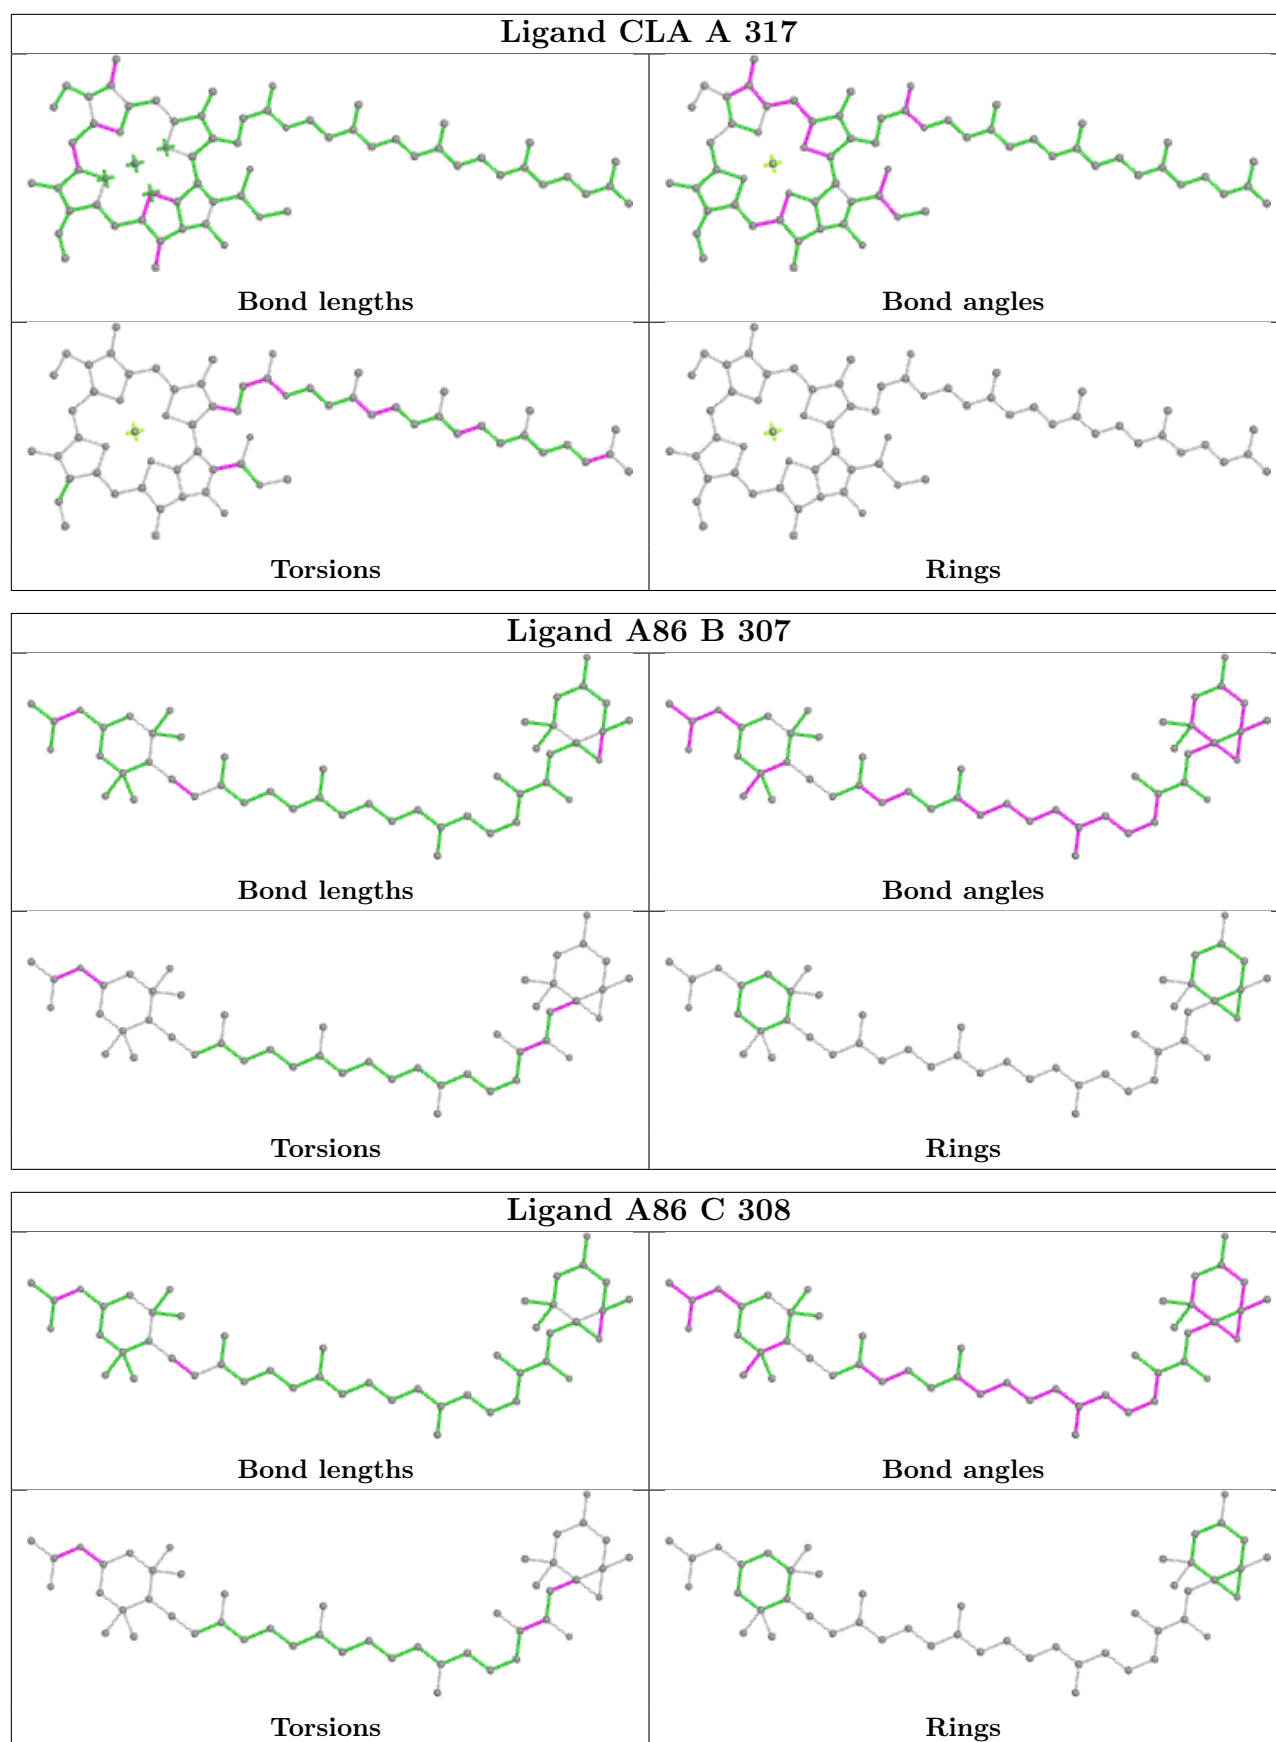 Ligand CLA A 317
Bond lengths
Bond angles
Torsions
Rings
Ligand A86 B 307
Bond lengths
Bond angles
Torsions
Rings
Ligand A86 C 308
Bond lengths
Bond angles
Torsions
Rings